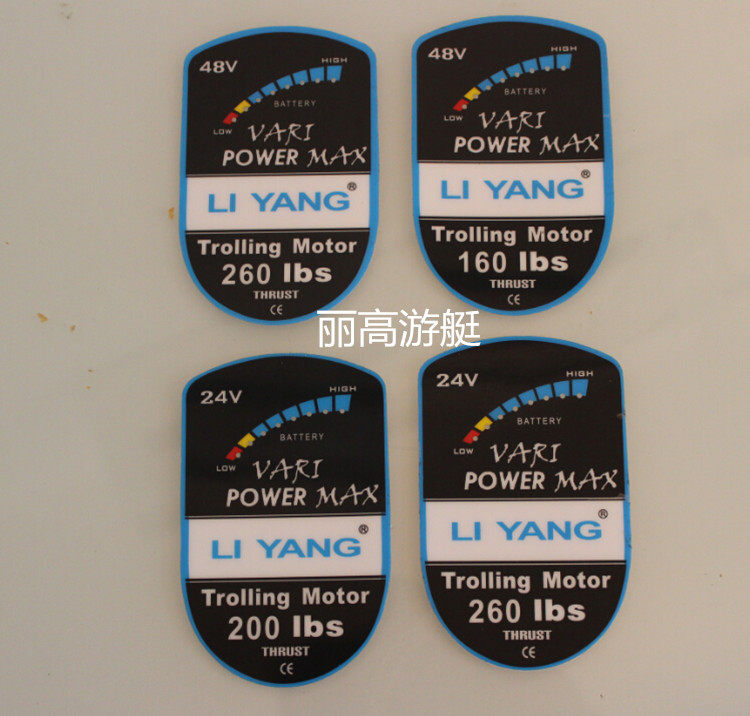 48V
HIGH
BATTERY
LOW
VARI
POWER MAX
LI YANG®
Trolling Motor
260 lbs
THRUST
CE
48V
HIGH
BATTERY
LOW
VARI
POWER MAX
LI YANG®
Trolling Motor
160 lbs
THRUST
CE
丽高游艇
24V
HIGH
BATTERY
LOW
VARI
POWER MAX
LI YANG®
Trolling Motor
200 lbs
THRUST
CE
24V
HIGH
BATTERY
LOW
VARI
POWER MAX
LI YANG®
Trolling Motor
260 lbs
THRUST
CE